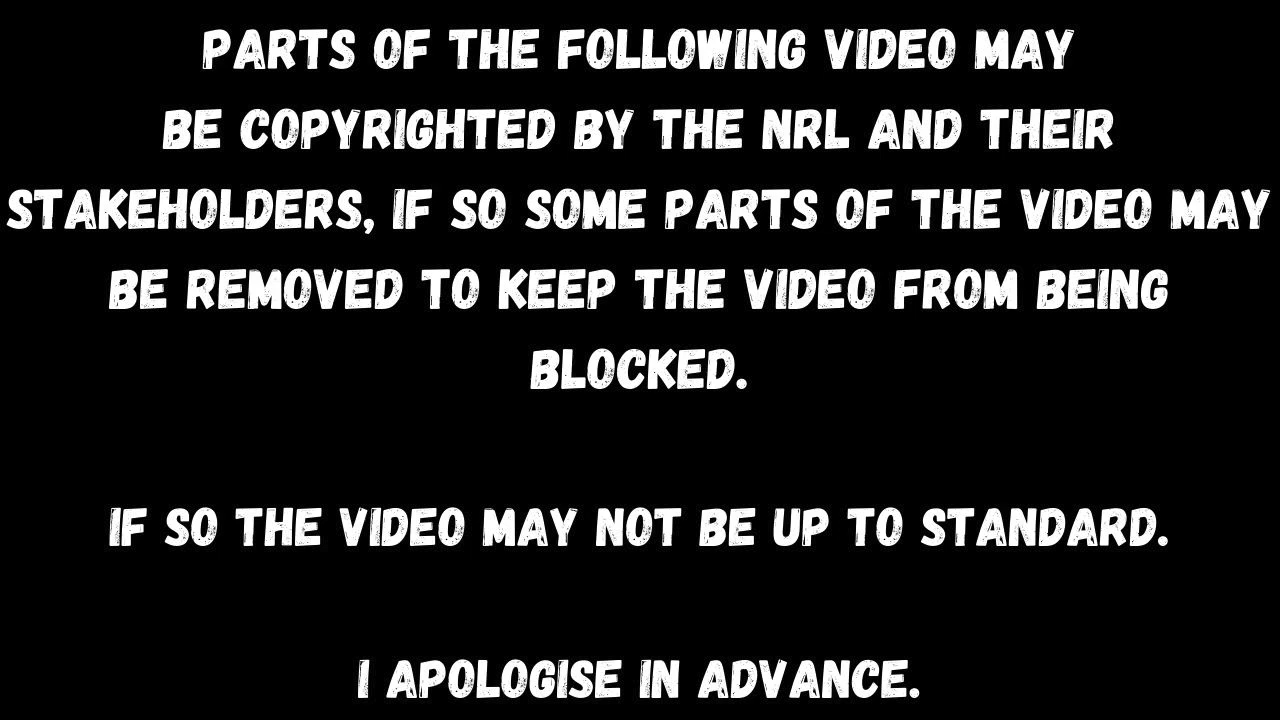 PARTS OF THE FOLLOWING VIDEO MAY
BE COPYRIGHTED BY THE NRL AND THEIR
STAKEHOLDERS, IF SO SOME PARTS OF THE VIDEO MAY
BE REMOVED TO KEEP THE VIDEO FROM BEING
BLOCKED.
IF SO THE VIDEO MAY NOT BE UP TO STANDARD.
I APOLOGISE IN ADVANCE.